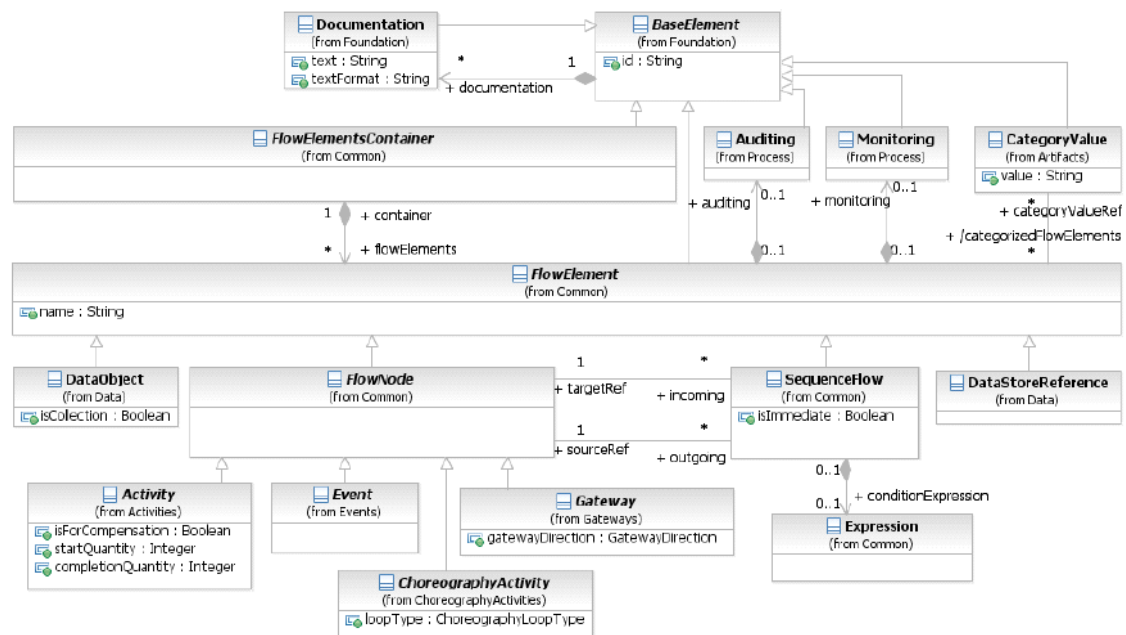 Documentation
(from Foundation)
text : String
textFormat : String
BaseElement
(from Foundation)
id : String
*
1
+ documentation
FlowElementsContainer
(from Common)
Auditing
(from Process)
Monitoring
(from Process)
CategoryValue
(from Artifacts)
value : String
1
+ container
* + flowElements
+ auditing
0..1
+ monitoring
0..1
*
+ categoryValueRef
+ /categorizedFlowElements
0..1
0..1
*
FlowElement
(from Common)
name : String
DataObject
(from Data)
isCollection : Boolean
FlowNode
(from Common)
1
*
+ targetRef
+ incoming
1
*
+ sourceRef
+ outgoing
SequenceFlow
(from Common)
isImmediate : Boolean
DataStoreReference
(from Data)
0..1
+ conditionExpression
0..1
Expression
(from Common)
Activity
(from Activities)
isForCompensation : Boolean
startQuantity : Integer
completionQuantity : Integer
Event
(from Events)
Gateway
(from Gateways)
gatewayDirection : GatewayDirection
ChoreographyActivity
(from ChoreographyActivities)
loopType : ChoreographyLoopType